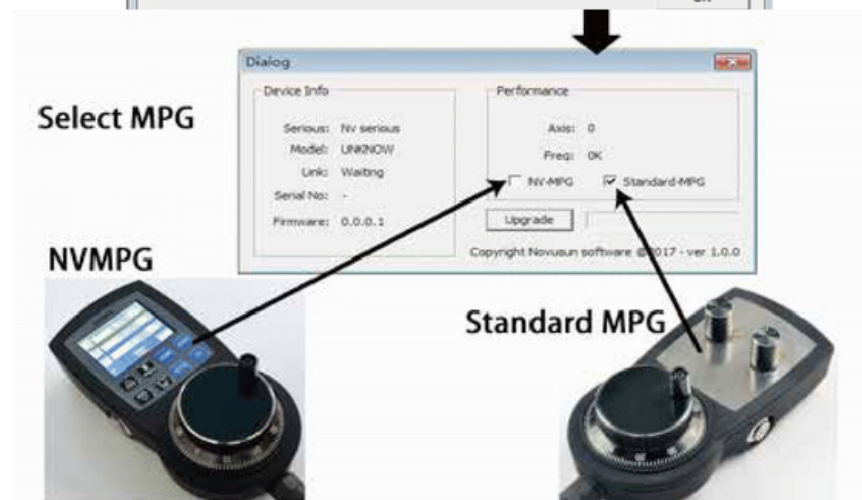 Dialog
Select MPG
Device Info
Serious: Nv serious
Model: UNKNOW
Link: Waiting
Serial No: -
Firmware: 0.0.0.1
Performance
Axis: 0
Freq: 0K
NV-MPG
Standard-MPG
Upgrade
Copyright Novusun software @2017 - ver 1.0.0
NVMPG
Standard MPG